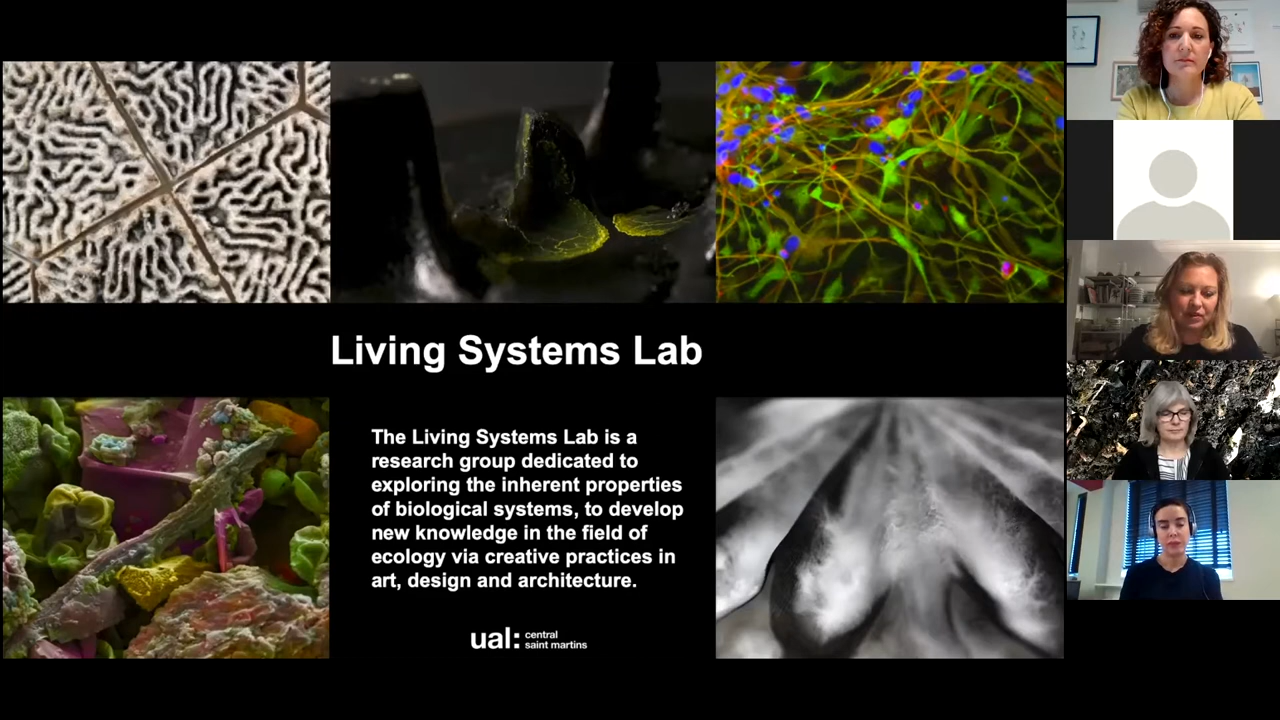 Living Systems Lab
The Living Systems Lab is a
research group dedicated to
exploring the inherent properties
of biological systems, to develop
new knowledge in the field of
ecology via creative practices in
art, design and architecture.
ual: central
saint martins